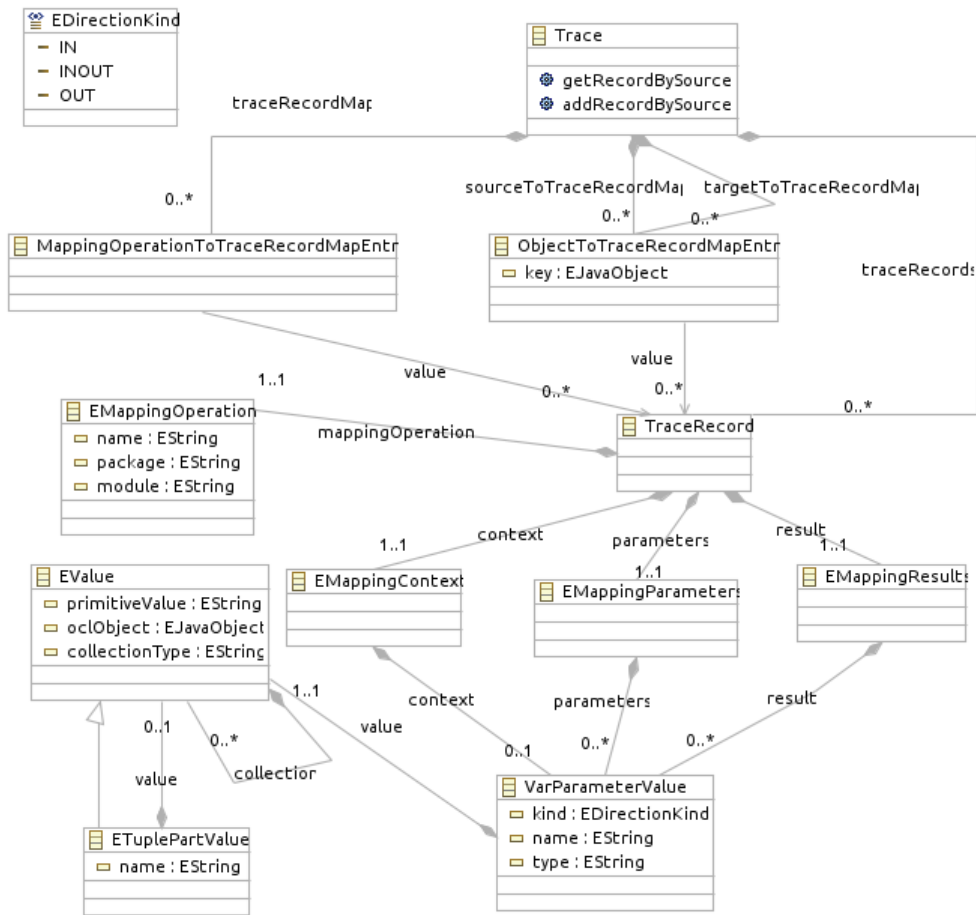 EDirectionKind
IN
INOUT
OUT
Trace
getRecordBySource
addRecordBySource
traceRecordMap
0..*
sourceToTraceRecordMap
targetToTraceRecordMap
0..*
0..*
MappingOperationToTraceRecordMapEntr
ObjectToTraceRecordMapEntr
key : EJavaObject
traceRecords
value
value
0..*
0..*
0..*
1..1
EMappingOperation
name : EString
package : EString
module : EString
mappingOperation
TraceRecord
context
parameters
result
1..1
1..1
1..1
EValue
primitiveValue : EString
oclObject : EJavaObject
collectionType : EString
EMappingContext
EMappingParameters
EMappingResults
1..1
context
parameters
result
value
0..1
0..*
collection
value
0..1
0..*
0..*
VarParameterValue
kind : EDirectionKind
name : EString
type : EString
ETuplePartValue
name : EString